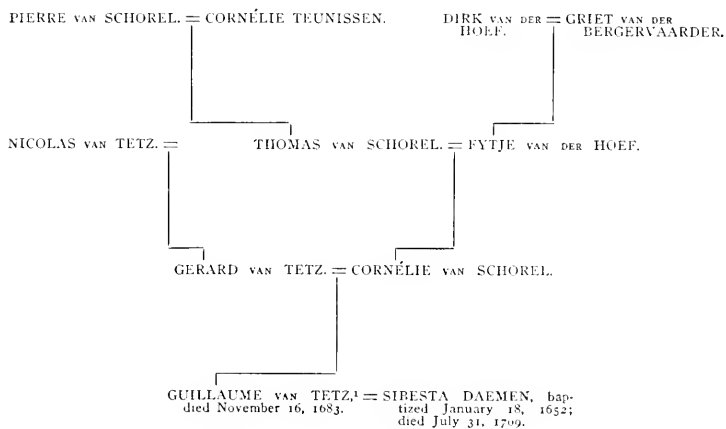 PIERRE VAN SCHOREL. = CORNÉLIE TEUNISSEN.
DIRK VAN DER = GRIET VAN DER
HOEF. BERGERVAARDER.
NICOLAS VAN TETZ. =
THOMAS VAN SCHOREL. = FYTJE VAN DER HOEF.
GERARD VAN TETZ. = CORNÉLIE VAN SCHOREL.
GUILLAUME VAN TETZ,¹ = SIBESTA DAEMEN, bap-
died November 16, 1683. tized January 18, 1652;
died July 31, 1709.